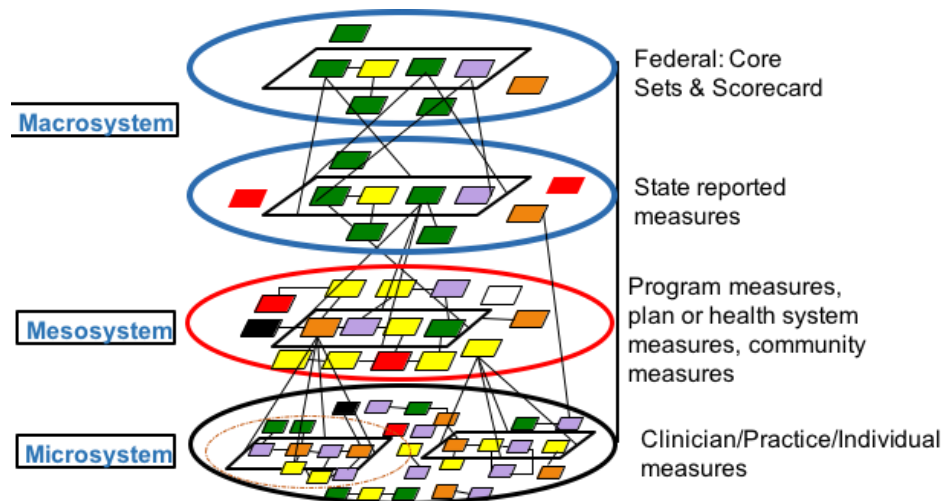 Federal: Core
Sets & Scorecard
Macrosystem
State reported
measures
Program measures,
plan or health system
measures, community
measures
Mesosystem
Clinician/Practice/Individual
measures
Microsystem